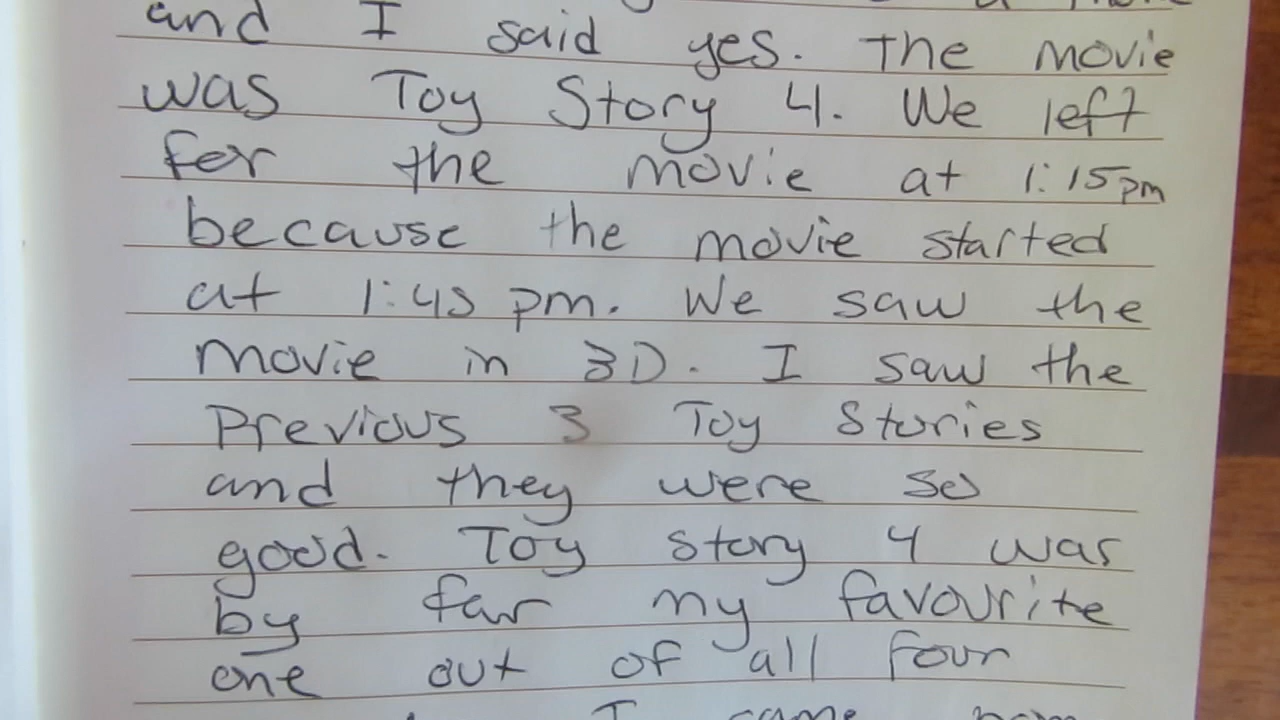 and I said yes. The movie
was Toy Story 4. We left
for the movie at 1:15pm
because the movie started
at 1:45 pm. We saw the
movie in 3D. I saw the
Previous 3 Toy Stories
and they were so
good. Toy story 4 was
by far my favourite
one out of all four
I came